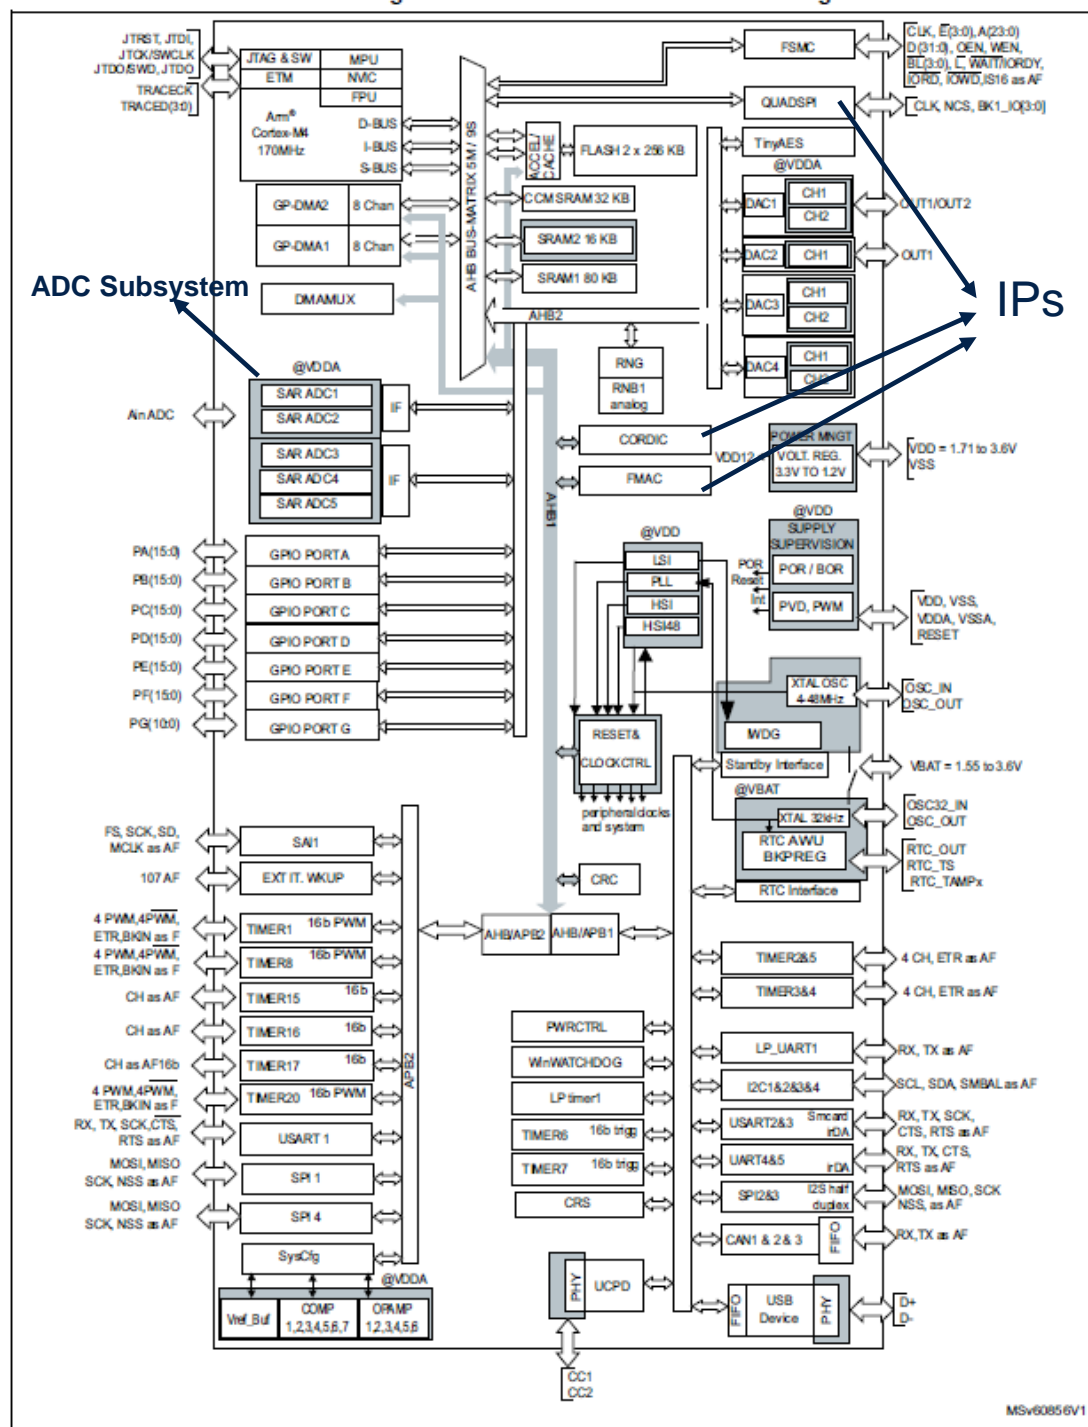 JTRST, JTDI,
JTCK/SWCLK
JTDO/SWD, JTDO
TRACECK
TRACED(3:0)
JTAG & SW
MPU
ETM
NVIC
FPU
Arm®
Cortex-M4
170MHz
D-BUS
I-BUS
S-BUS
GP-DMA2
8 Chan
GP-DMA1
8 Chan
DMAMUX
AHB BUS-MATRIX 5M / 9S
ACCEL/
CACHE
FLASH 2 x 256 KB
CCM SRAM 32 KB
SRAM2 16 KB
SRAM1 80 KB
AHB2
RNG
RNB1
analog
FSMC
CLK, E(3:0), A(23:0)
D(31:0), OEN, WEN,
BL(3:0), L, WAIT/IORDY,
IORD, IOWD,IS16 as AF
QUADSPI
CLK, NCS, BK1_IO[3:0]
TinyAES
@VDDA
DAC1
CH1
CH2
OUT1/OUT2
DAC2
CH1
OUT1
DAC3
CH1
CH2
DAC4
CH1
CH2
IPs
ADC Subsystem
@VDDA
SAR ADC1
SAR ADC2
IF
Ain ADC
SAR ADC3
SAR ADC4
SAR ADC5
IF
CORDIC
FMAC
AHB1
POWER MNGT
VDD12
VOLT. REG.
3.3V TO 1.2V
VDD = 1.71 to 3.6V
VSS
@VDD
SUPPLY
SUPERVISION
POR
Reset
Int
POR / BOR
PVD, PWM
VDD, VSS,
VDDA, VSSA,
RESET
@VDD
LSI
PLL
HSI
HSI48
PA(15:0)
GPIO PORT A
PB(15:0)
GPIO PORT B
PC(15:0)
GPIO PORT C
PD(15:0)
GPIO PORT D
PE(15:0)
GPIO PORT E
PF(15:0)
GPIO PORT F
PG(10:0)
GPIO PORT G
RESET&
CLOCKCTRL
peripheral clocks
and system
XTAL OSC
4-48MHz
OSC_IN
OSC_OUT
IWDG
Standby Interface
VBAT = 1.55 to 3.6V
@VBAT
XTAL 32kHz
OSC32_IN
OSC_OUT
RTC AWU
BKPREG
RTC_OUT
RTC_TS
RTC_TAMPx
RTC Interface
FS, SCK, SD,
MCLK as AF
SAI1
107 AF
EXT IT. WKUP
CRC
AHB/APB2
AHB/APB1
4 PWM,4PWM,
ETR,BKIN as F
TIMER1
16b PWM
4 PWM,4PWM,
ETR,BKIN as F
TIMER8
16b PWM
CH as AF
TIMER15
16b
CH as AF
TIMER16
16b
CH as AF16b
TIMER17
16b
4 PWM,4PWM,
ETR,BKIN as F
TIMER20
16b PWM
RX, TX, SCK,CTS,
RTS as AF
USART 1
MOSI, MISO
SCK, NSS as AF
SPI 1
MOSI, MISO
SCK, NSS as AF
SPI 4
APB2
SysCfg
@VDDA
Vref_Buf
COMP
1,2,3,4,5,6,7
OPAMP
1,2,3,4,5,6
PWRCTRL
WinWATCHDOG
LP timer1
TIMER6
16b trigg
TIMER7
16b trigg
CRS
PHY
UCPD
CC1
CC2
TIMER2&5
4 CH, ETR as AF
TIMER3&4
4 CH, ETR as AF
LP_UART1
RX, TX as AF
I2C1&2&3&4
SCL, SDA, SMBAL as AF
USART2&3
Smcard
irDA
RX, TX, SCK,
CTS, RTS as AF
UART4&5
irDA
RX, TX, CTS,
RTS as AF
SPI2&3
I2S half
duplex
MOSI, MISO, SCK
NSS, as AF
CAN1 & 2 & 3
FIFO
RX,TX as AF
FIFO
USB
Device
PHY
D+
D-
MSv60856V1